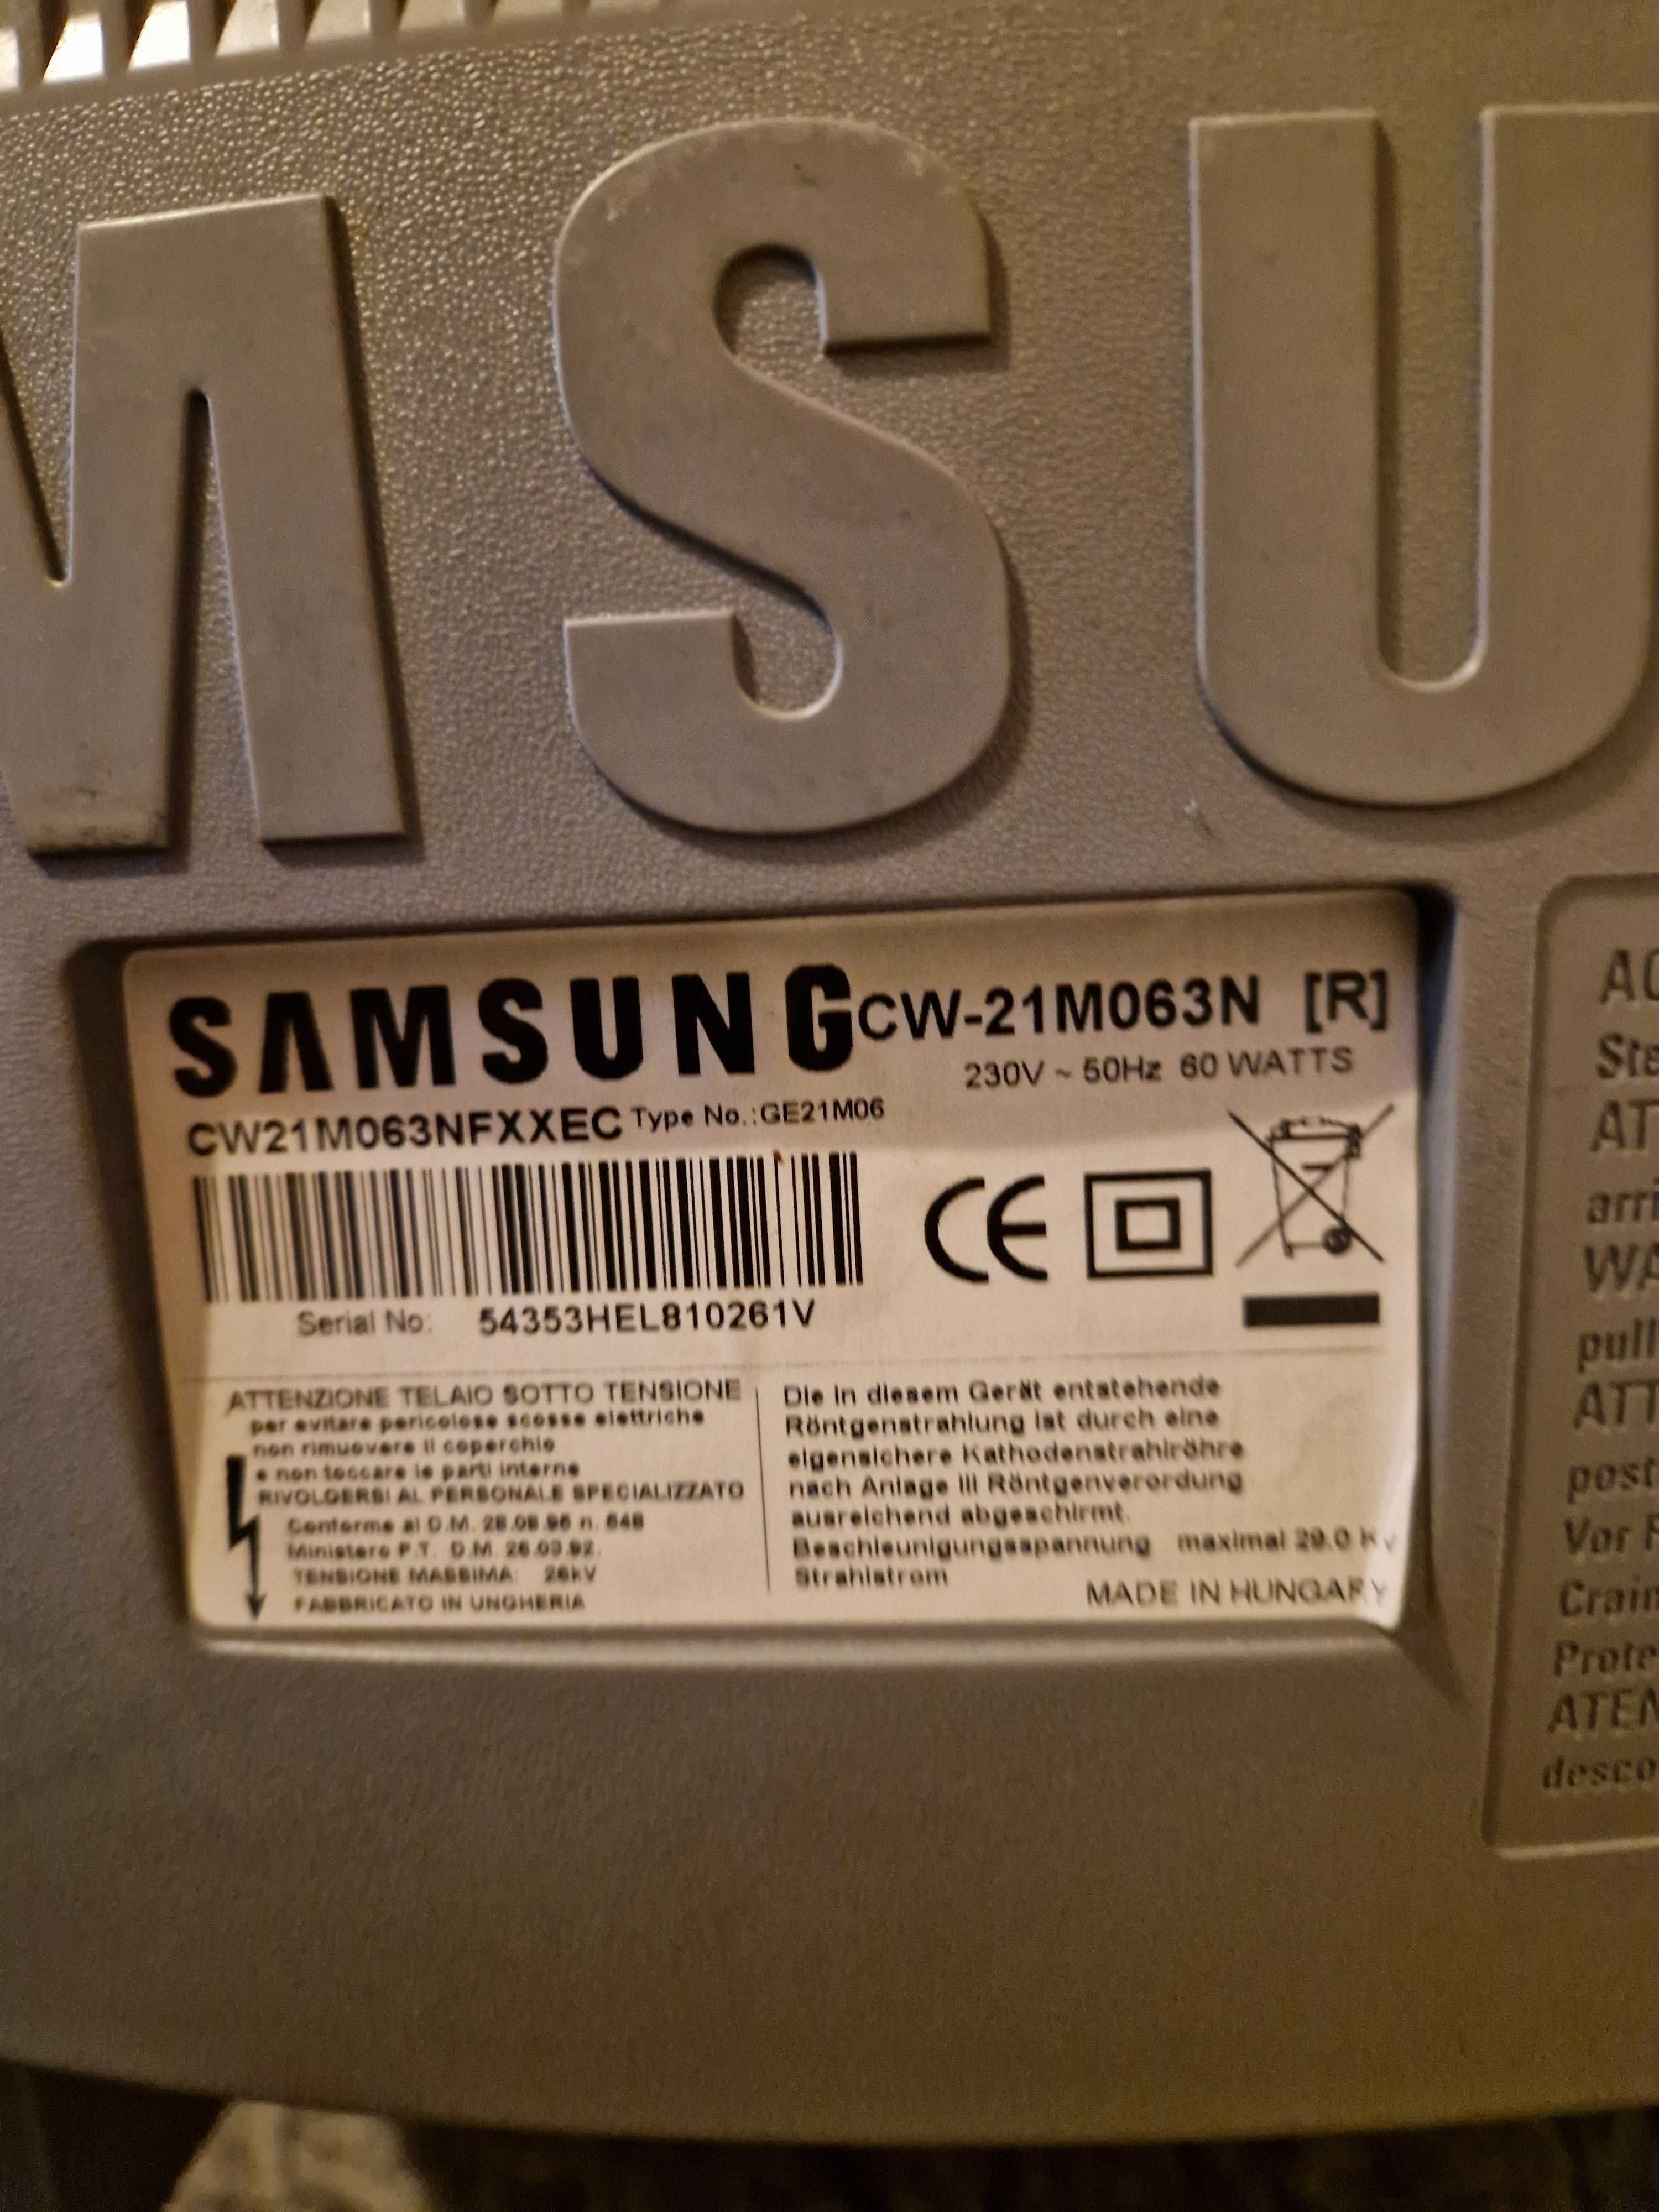 MSU
SAMSUNG CW-21M063N [R]
230V ~ 50Hz 60 WATTS
CW21M063NFXXEC Type No.:GE21M06
CE
Serial No: 54353HEL810261V
ATTENZIONE TELAIO SOTTO TENSIONE
per evitare pericolose scosse elettriche
non rimuovere il coperchio
e non toccare le parti interne
RIVOLGERSI AL PERSONALE SPECIALIZZATO
Conforme al D.M. 28.08.95 n. 548
Ministero P.T. D.M. 26.03.92.
TENSIONE MASSIMA: 26kV
FABBRICATO IN UNGHERIA
Die in diesem Gerät entstehende
Röntgenstrahlung ist durch eine
eigensichere Kathodenstrahlröhre
nach Anlage III Röntgenverordung
ausreichend abgeschirmt.
Beschleunigungsspannung maximal 29.0 Kv
Strahlstrom
MADE IN HUNGARY
AC
Ste
AT
arri
WA
pull
ATT
post
Vor
Crain
Prote
ATEN
desco